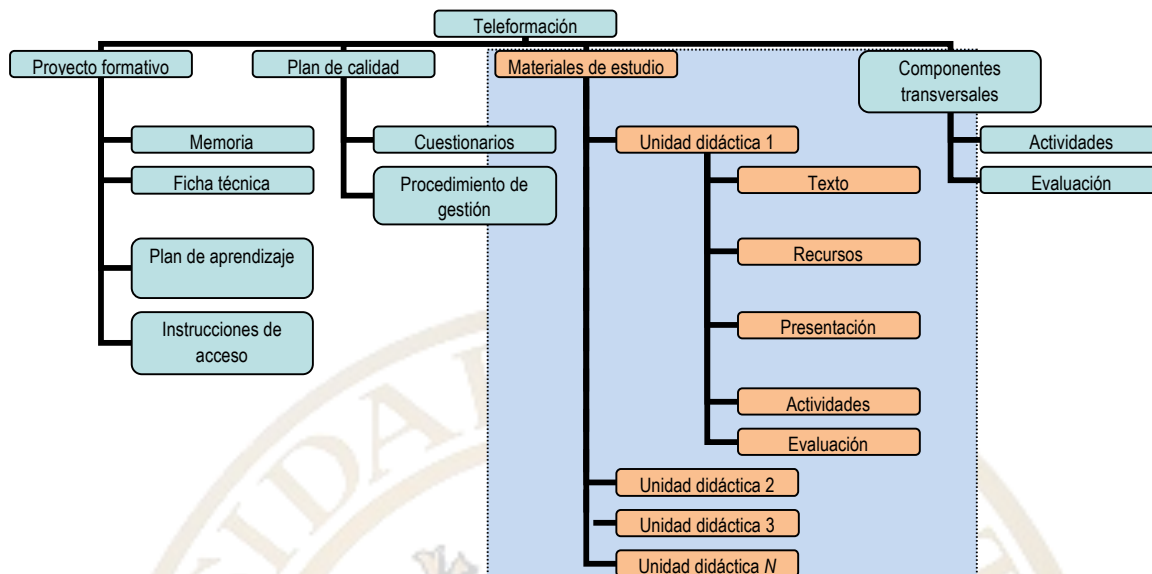 Teleformación
Proyecto formativo
Plan de calidad
Materiales de estudio
Componentes
transversales
Memoria
Ficha técnica
Plan de aprendizaje
Instrucciones de
acceso
Cuestionarios
Procedimiento de
gestión
Unidad didáctica 1
Texto
Recursos
Presentación
Actividades
Evaluación
Unidad didáctica 2
Unidad didáctica 3
Unidad didáctica N
Actividades
Evaluación